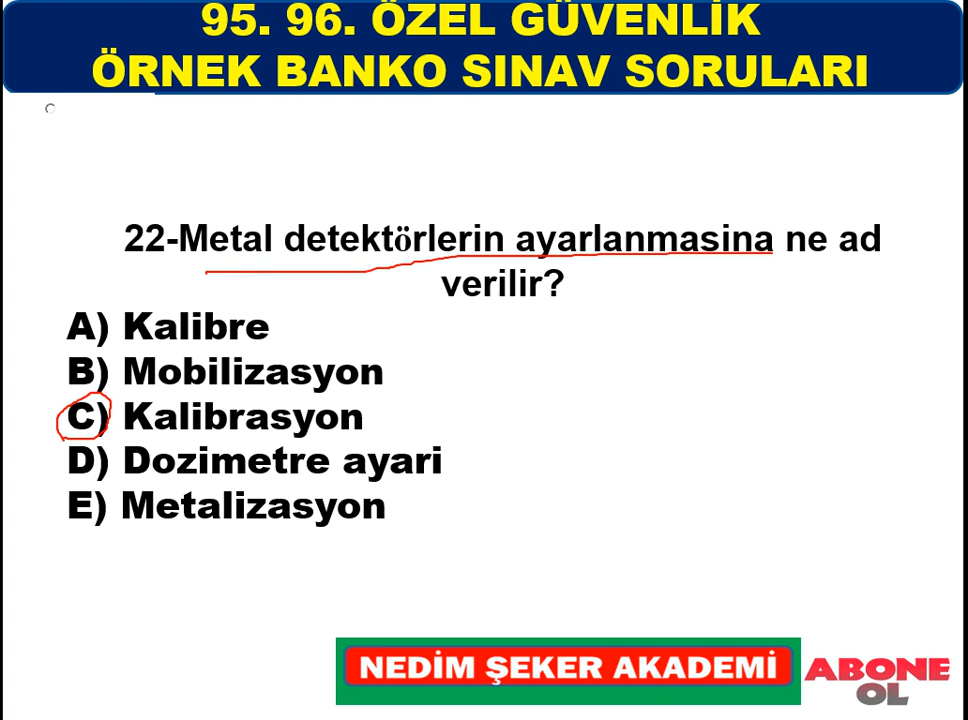 95. 96. ÖZEL GÜVENLİK
ÖRNEK BANKO SINAV SORULARI
22-Metal detektörlerin ayarlanmasina ne ad
verilir?
A) Kalibre
B) Mobilizasyon
C) Kalibrasyon
D) Dozimetre ayari
E) Metalizasyon
NEDİM ŞEKER AKADEMİ
ABONE
OL